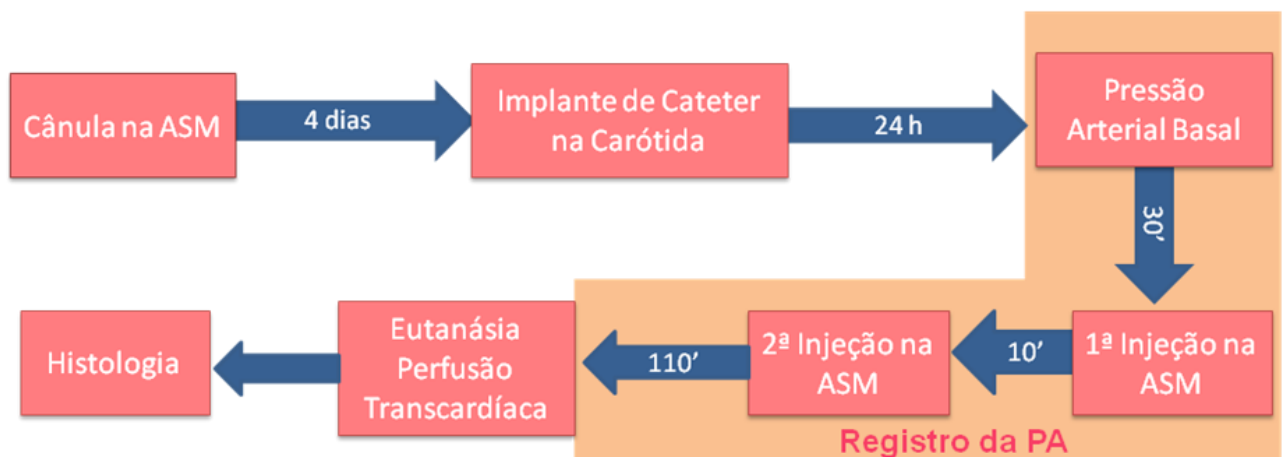 Cânula na ASM
4 dias
Implante de Cateter
na Carótida
24 h
Pressão
Arterial Basal
30'
1ª Injeção na
ASM
10'
2ª Injeção na
ASM
110'
Eutanásia
Perfusão
Transcardíaca
Histologia
Registro da PA